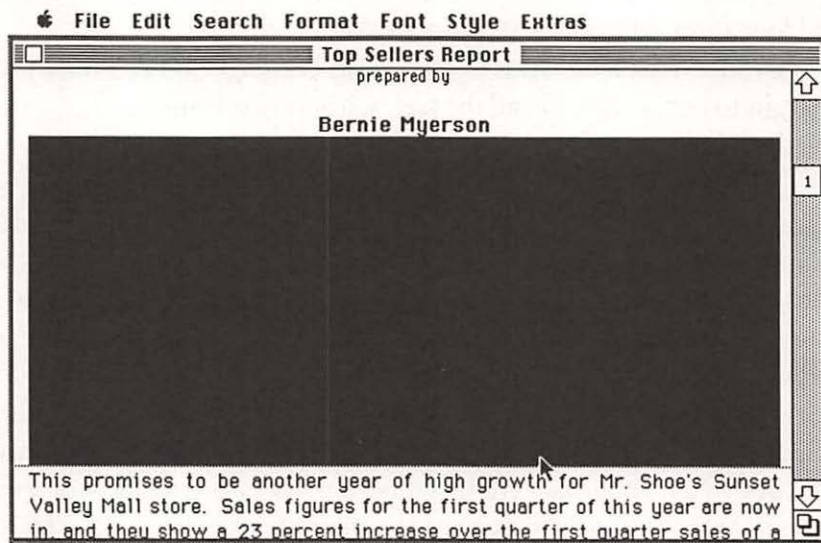 File Edit Search Format Font Style Extras
Top Sellers Report
prepared by
Bernie Myerson
1
This promises to be another year of high growth for Mr. Shoe's Sunset
Valley Mall store. Sales figures for the first quarter of this year are now
in, and they show a 23 percent increase over the first quarter sales of a